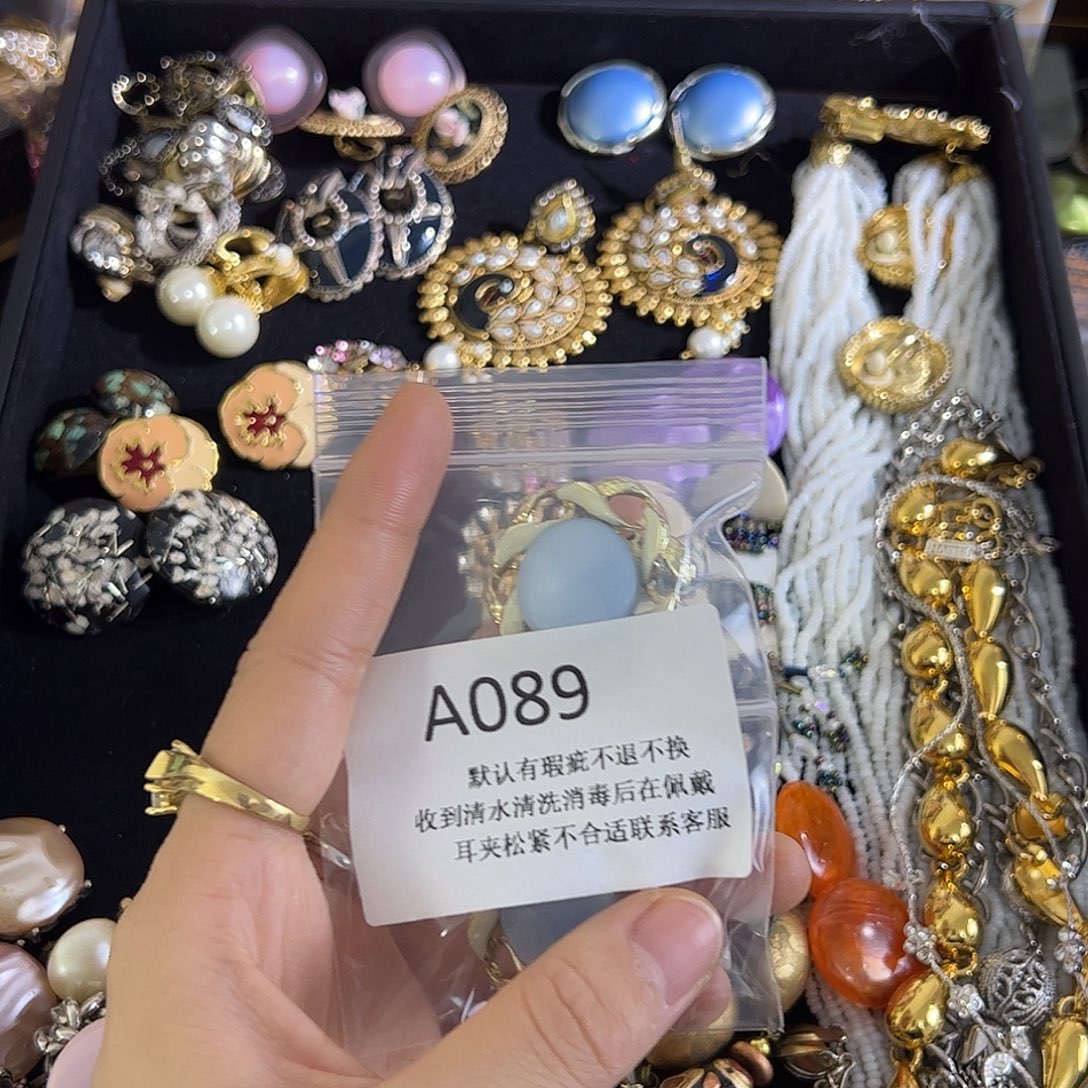 A089
默认有瑕疵不退不换
收到清水清洗消毒后在佩戴
耳夹松紧不合适联系客服